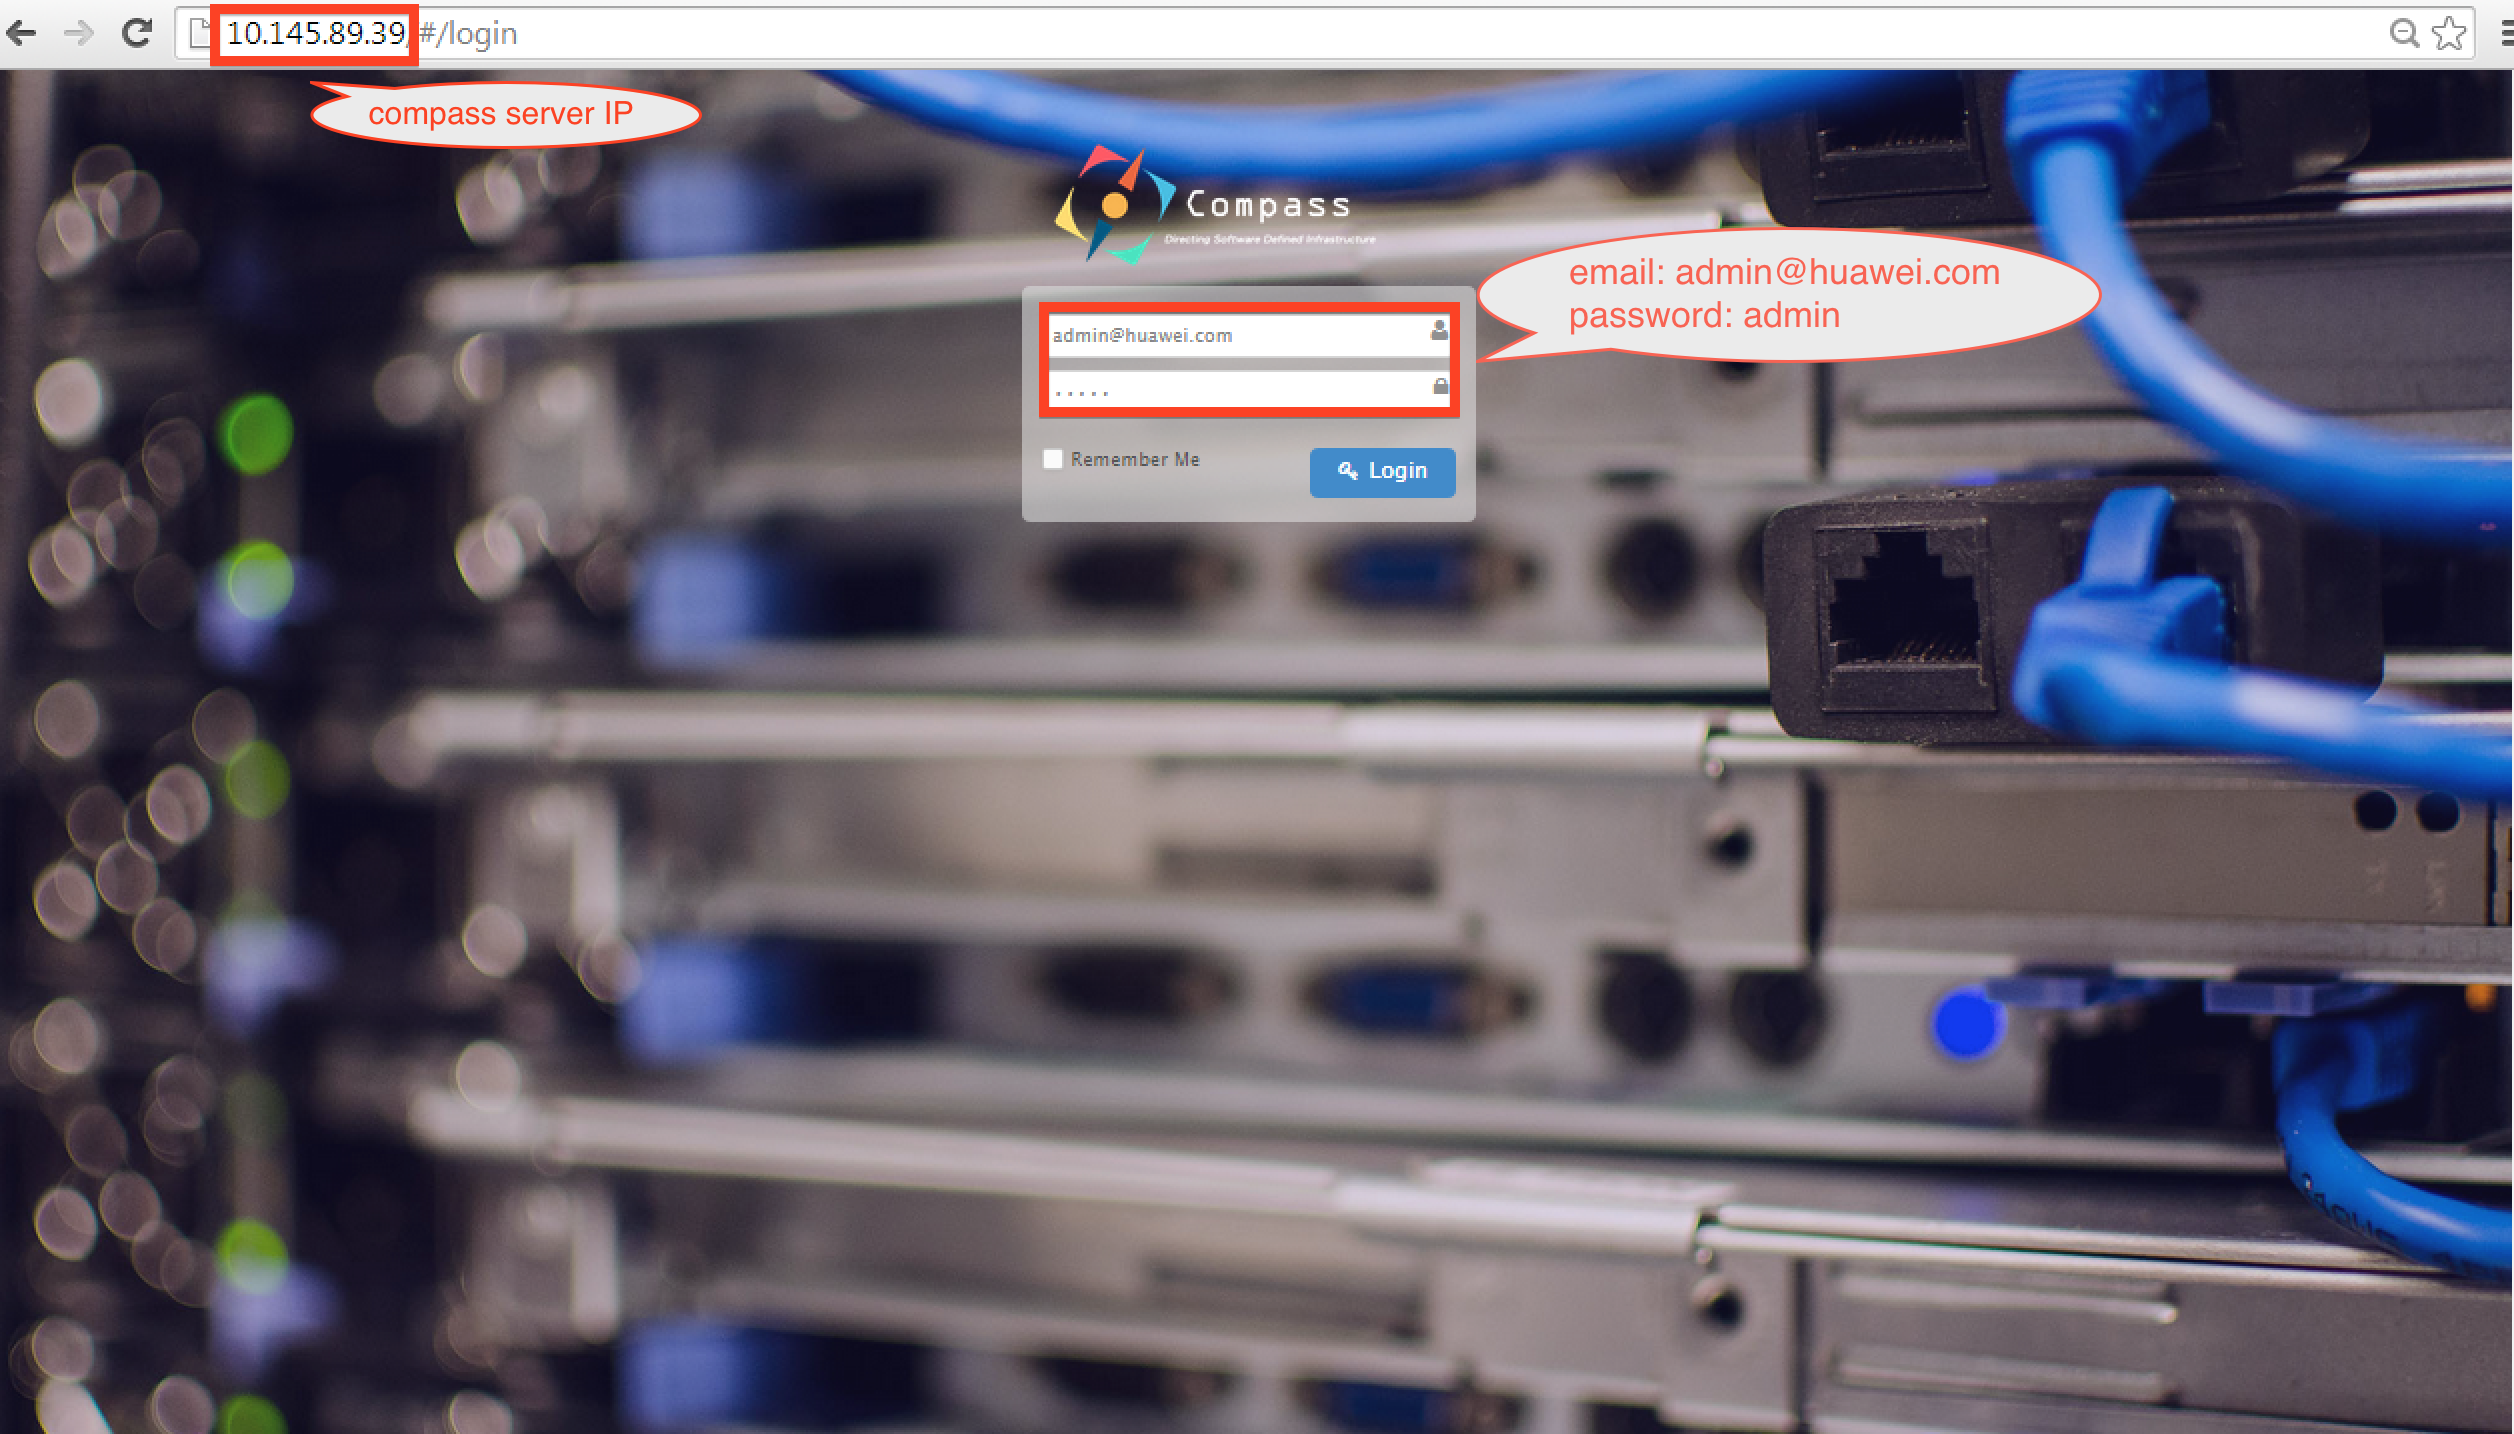 10.145.89.39/#/login
compass server IP
Compass
Directing Software Defined Infrastructure
email: admin@huawei.com
password: admin
admin@huawei.com
.....
Remember Me
Login